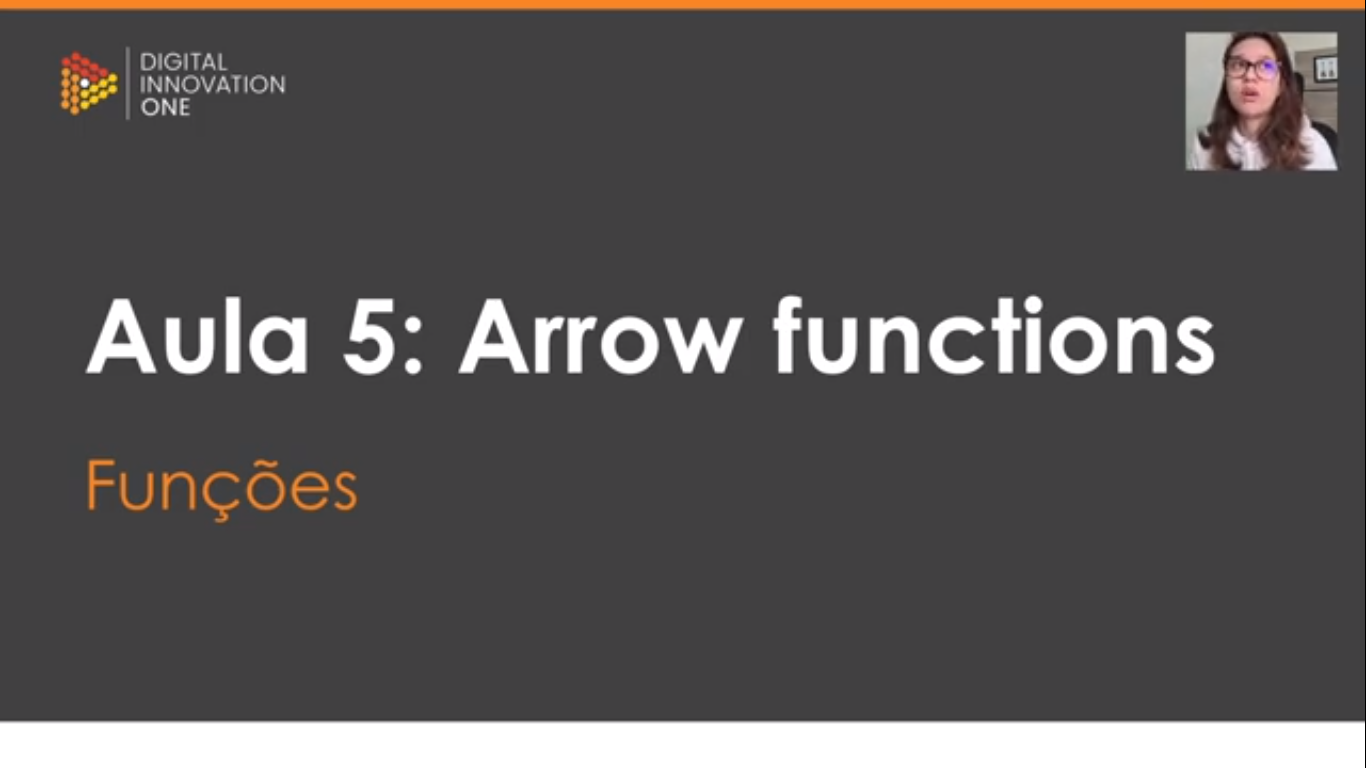 DIGITAL
INNOVATION
ONE
Aula 5: Arrow functions
Funções